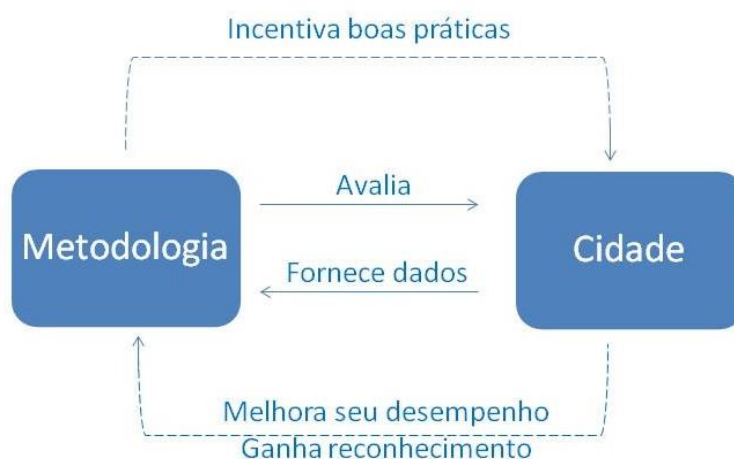 Incentiva boas práticas
Avalia
Metodologia
Cidade
Fornece dados
Melhora seu desempenho
Ganha reconhecimento